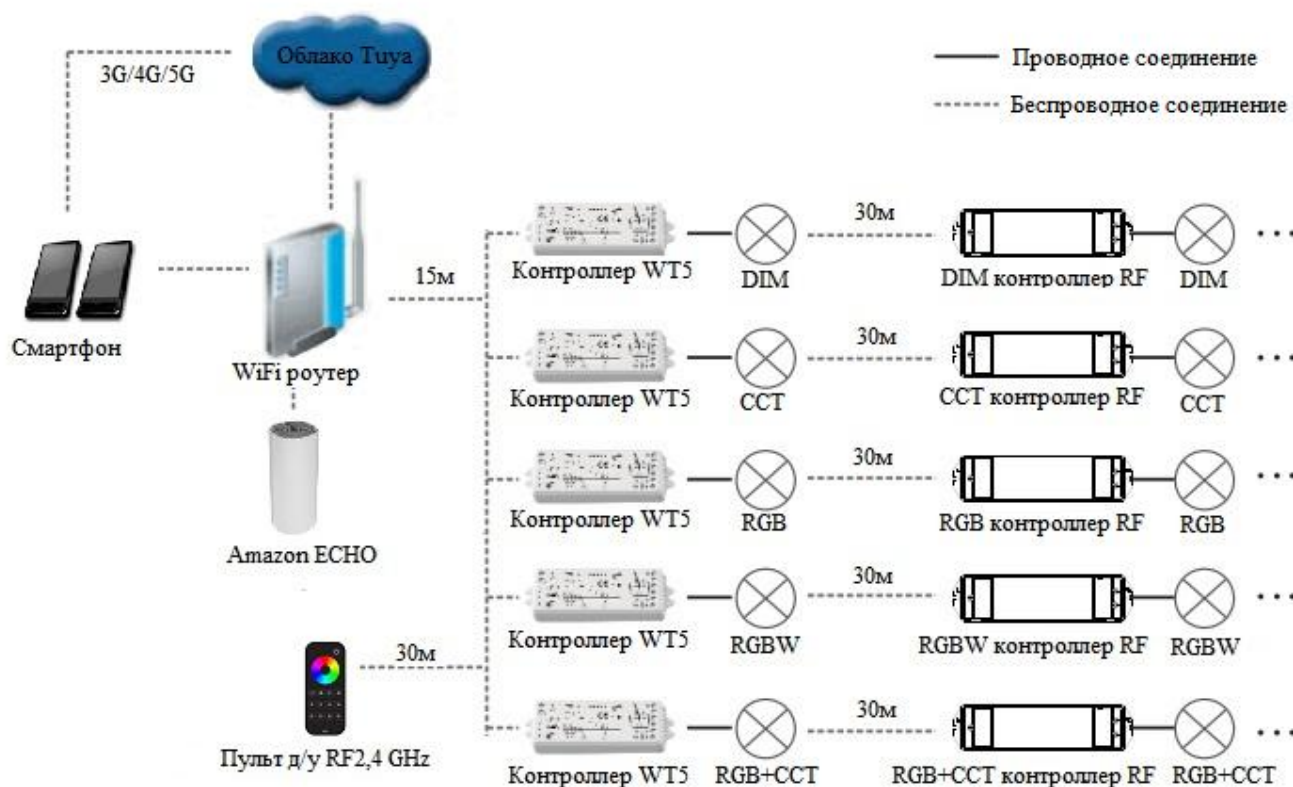 Облако Tuya
3G/4G/5G
Проводное соединение
Беспроводное соединение
Смартфон
WiFi роутер
15м
Amazon ECHO
30м
Пульт д/у RF2,4 GHz
Контроллер WT5
DIM
30м
DIM контроллер RF
DIM
Контроллер WT5
CCT
30м
CCT контроллер RF
CCT
Контроллер WT5
RGB
30м
RGB контроллер RF
RGB
Контроллер WT5
RGBW
30м
RGBW контроллер RF
RGBW
Контроллер WT5
RGB+CCT
30м
RGB+CCT контроллер RF
RGB+CCT